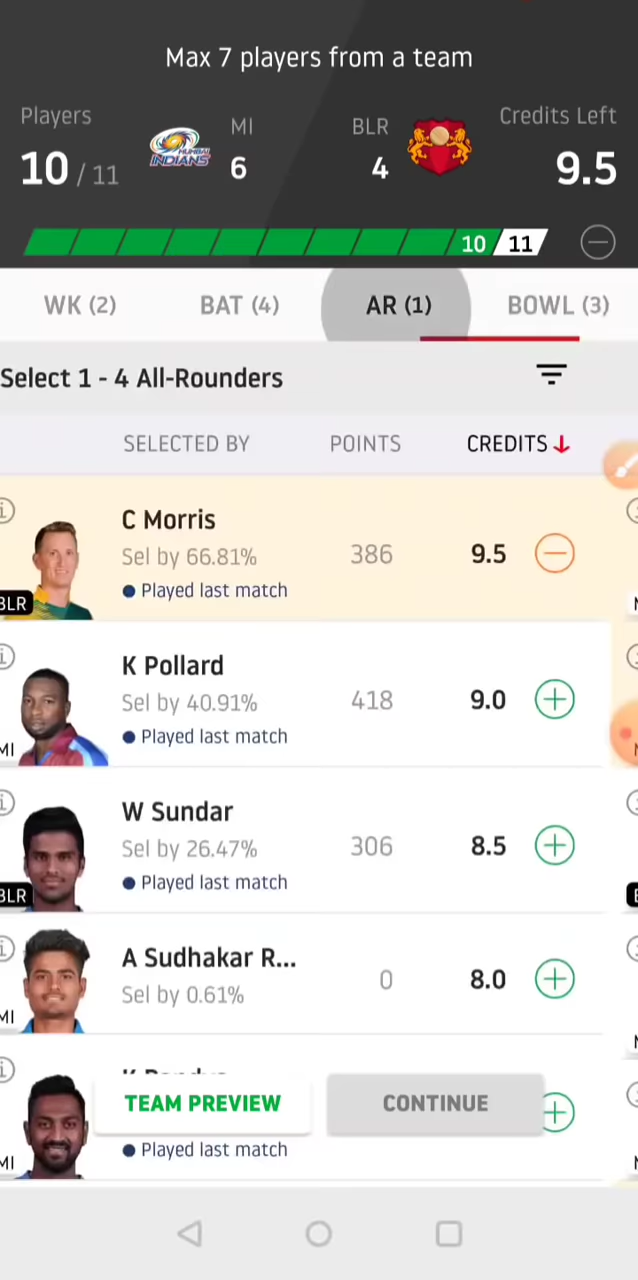 Max 7 players from a team
Players
MI
BLR
Credits Left
10 / 11
MUMBAI INDIANS
6
4
9.5
10
11
WK (2)
BAT (4)
AR (1)
BOWL (3)
Select 1 - 4 All-Rounders
SELECTED BY
POINTS
CREDITS
C Morris
Sel by 66.81%
Played last match
386
9.5
BLR
K Pollard
Sel by 40.91%
Played last match
418
9.0
MI
W Sundar
Sel by 26.47%
Played last match
306
8.5
BLR
A Sudhakar R...
Sel by 0.61%
0
8.0
MI
TEAM PREVIEW
CONTINUE
Played last match
MI